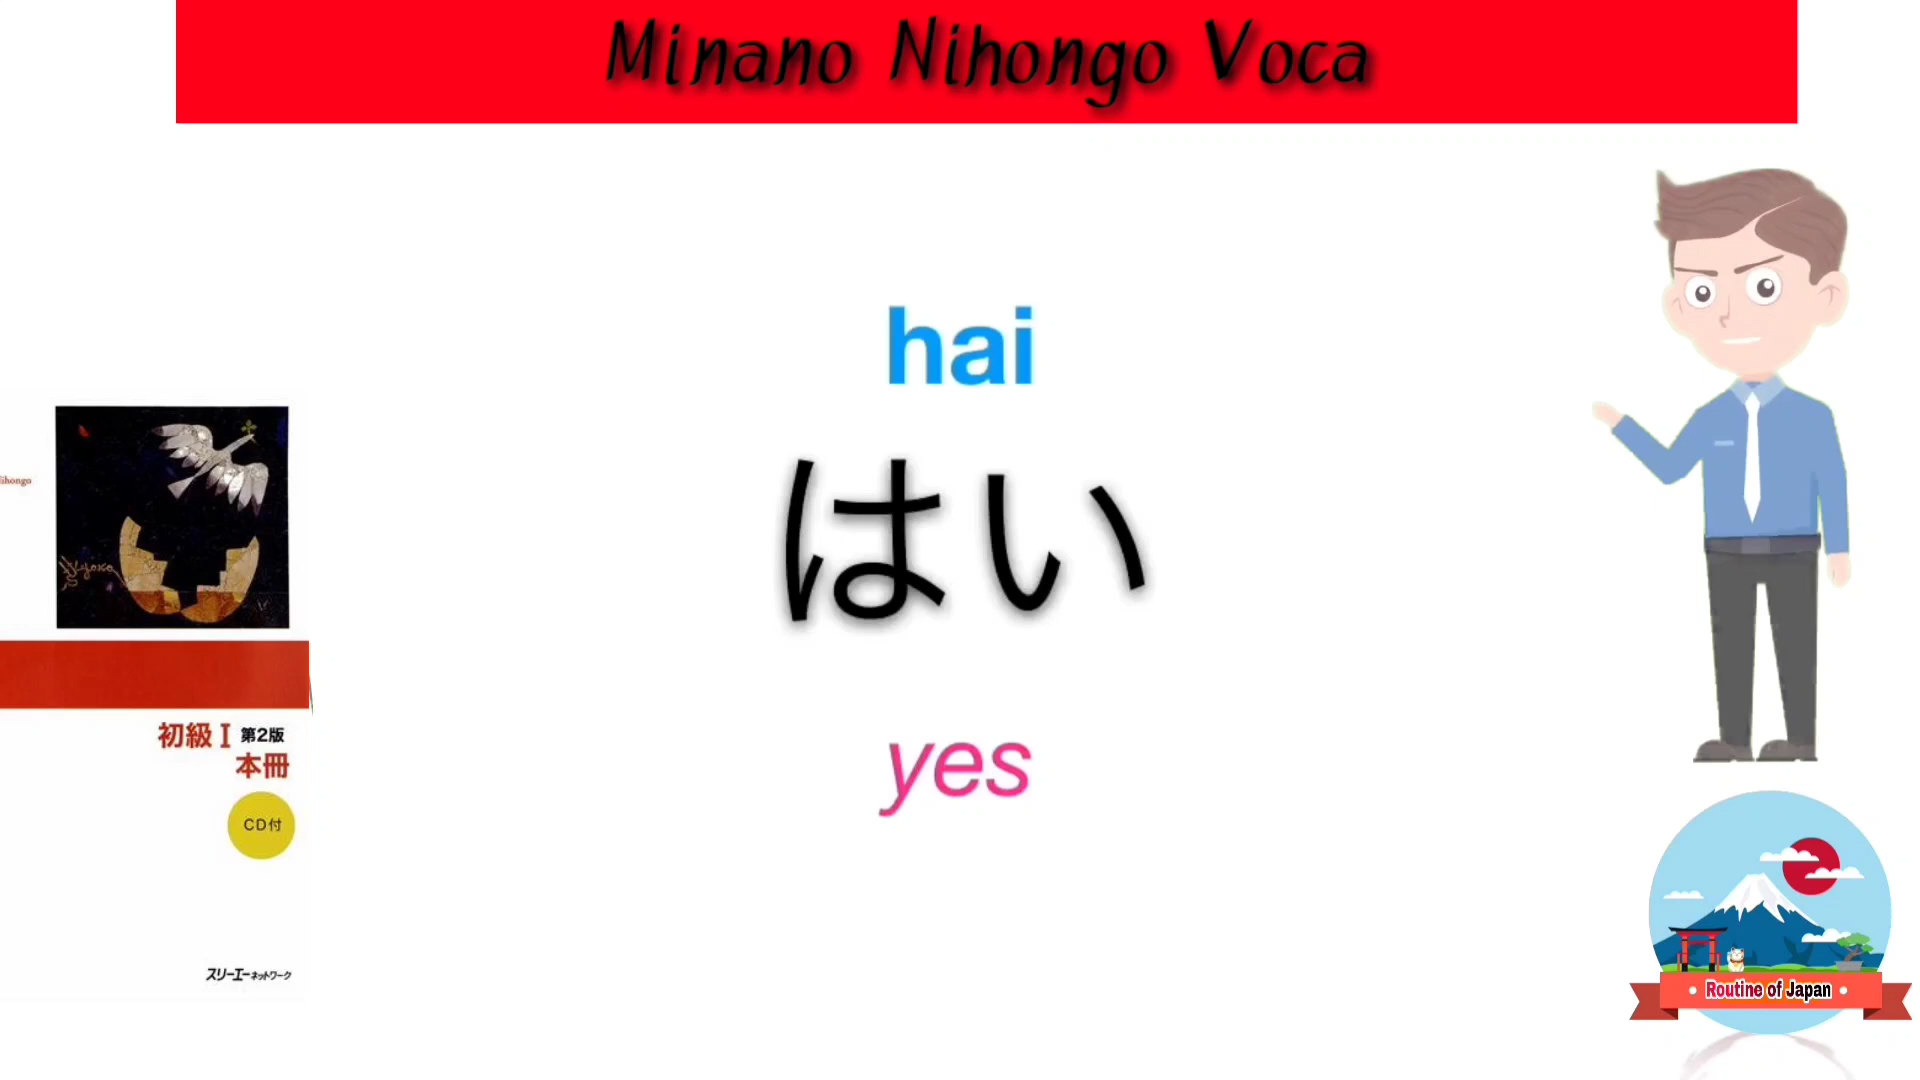 Minano Nihongo Voca
hai
はい
yes
初級 I 第2版
本冊
CD付
スリーエーネットワーク
Routine of Japan